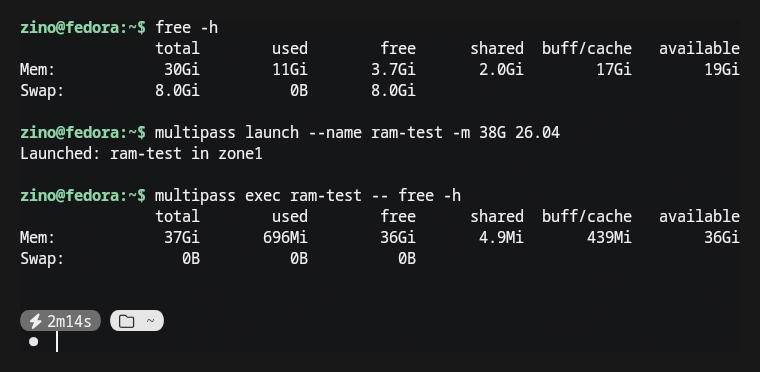 zino@fedora:~$ free -h
               total        used        free      shared  buff/cache   available
Mem:            30Gi        11Gi       3.7Gi       2.0Gi        17Gi        19Gi
Swap:          8.0Gi          0B       8.0Gi
zino@fedora:~$ multipass launch --name ram-test -m 38G 26.04
Launched: ram-test in zone1
zino@fedora:~$ multipass exec ram-test -- free -h
               total        used        free      shared  buff/cache   available
Mem:            37Gi       696Mi        36Gi       4.9Mi       439Mi        36Gi
Swap:             0B          0B          0B
2m14s ~